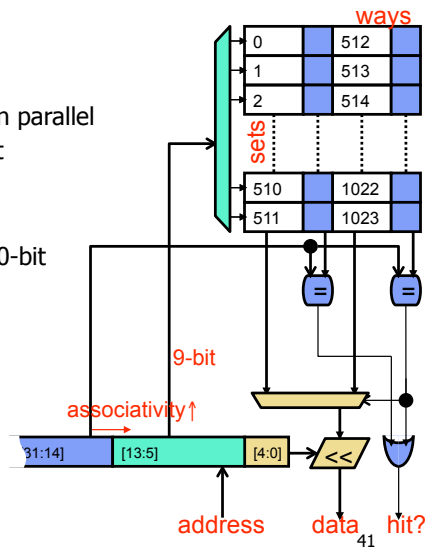 ways
0 512
1 513
2 514
n parallel
t
sets
510 1022
511 1023
0-bit
= =
9-bit
associativity↑
31:14] [13:5] [4:0] <<
address data hit?
41